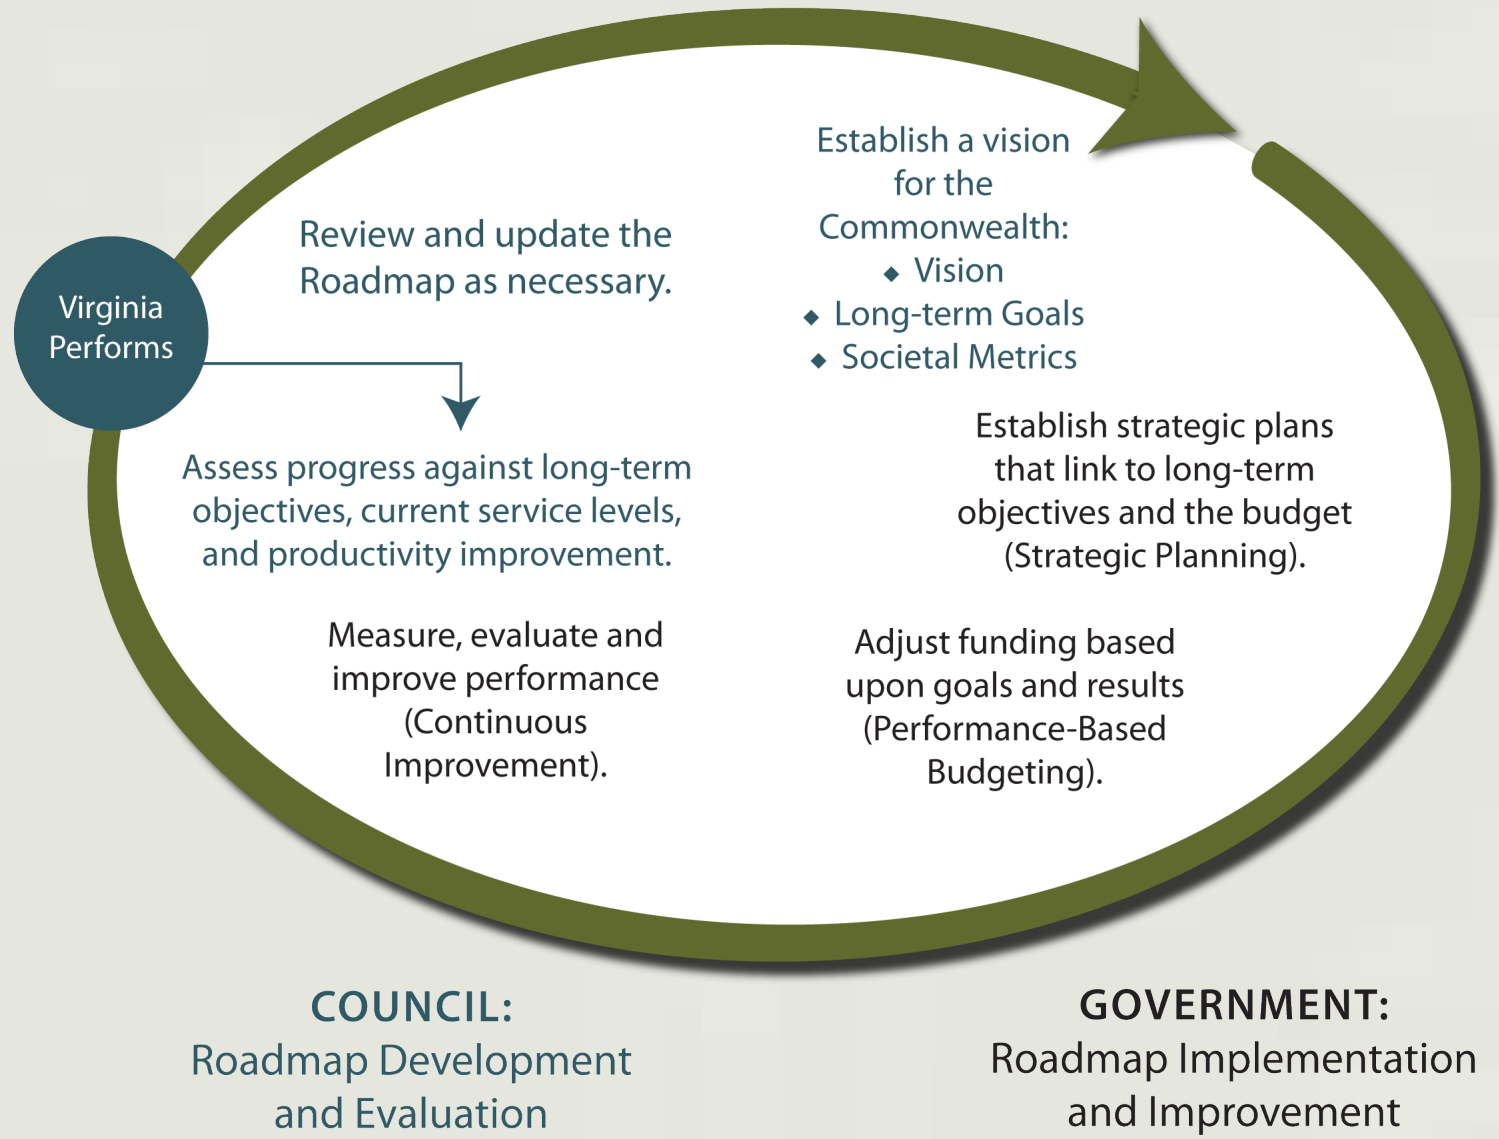 Establish a vision
for the
Commonwealth:
◆ Vision
◆ Long-term Goals
◆ Societal Metrics
Review and update the
Roadmap as necessary.
Virginia
Performs
Establish strategic plans
that link to long-term
objectives and the budget
(Strategic Planning).
Assess progress against long-term
objectives, current service levels,
and productivity improvement.
Measure, evaluate and
improve performance
(Continuous
Improvement).
Adjust funding based
upon goals and results
(Performance-Based
Budgeting).
COUNCIL:
Roadmap Development
and Evaluation
GOVERNMENT:
Roadmap Implementation
and Improvement